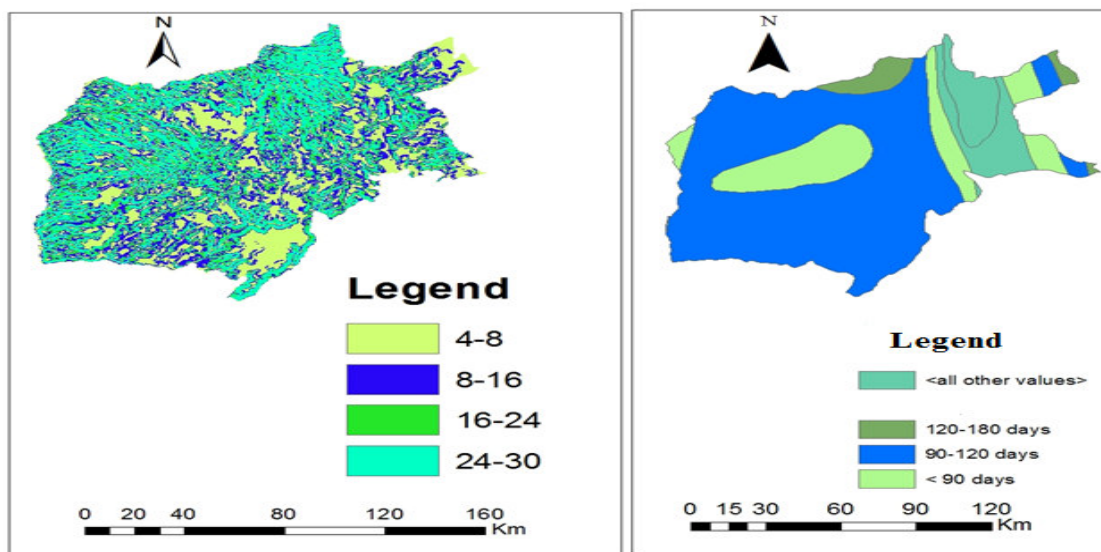 N
Legend
4-8
8-16
16-24
24-30
0 20 40 80 120 160
Km
N
Legend
<all other values>
120-180 days
90-120 days
< 90 days
0 15 30 60 90 120
Km